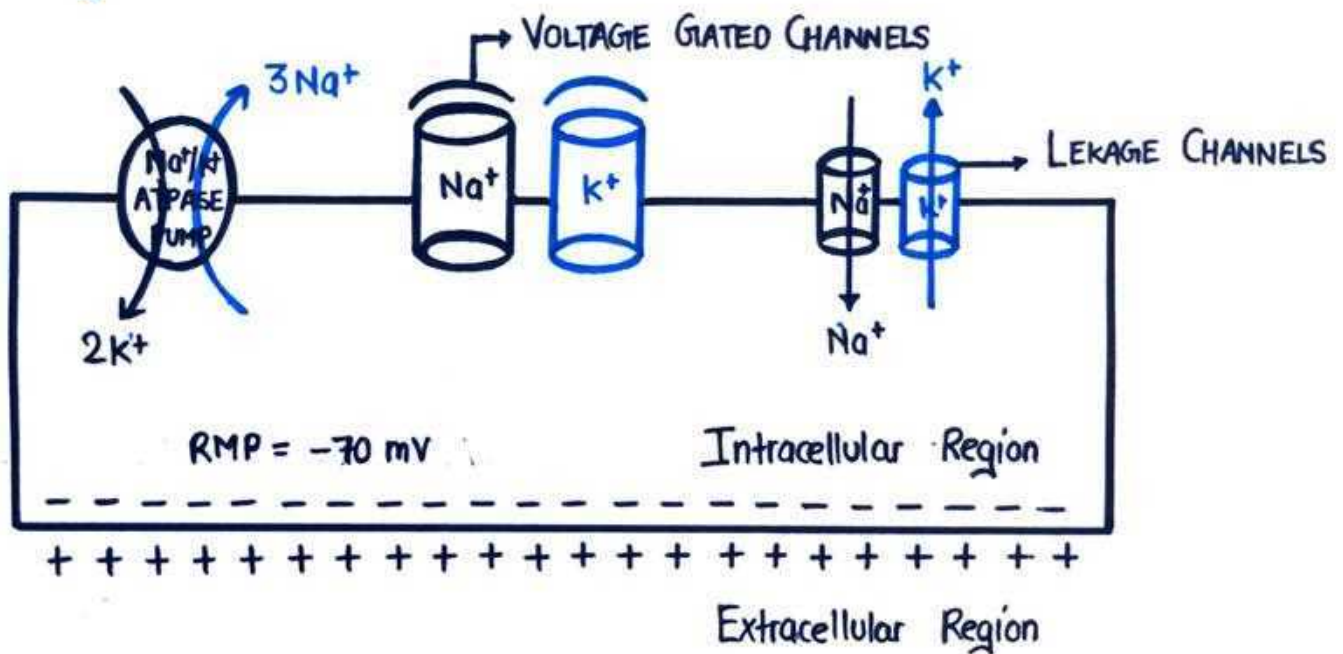 VOLTAGE GATED CHANNELS
3Na+
K+
LEKAGE CHANNELS
Na+/K+
ATPASE
PUMP
Na+
K+
Na+
K+
2K+
Na+
RMP = -70 mV
Intracellular Region
- - - - - - - - - - - - - - - - - - - -
+ + + + + + + + + + + + + + + + + + + + + +
Extracellular Region